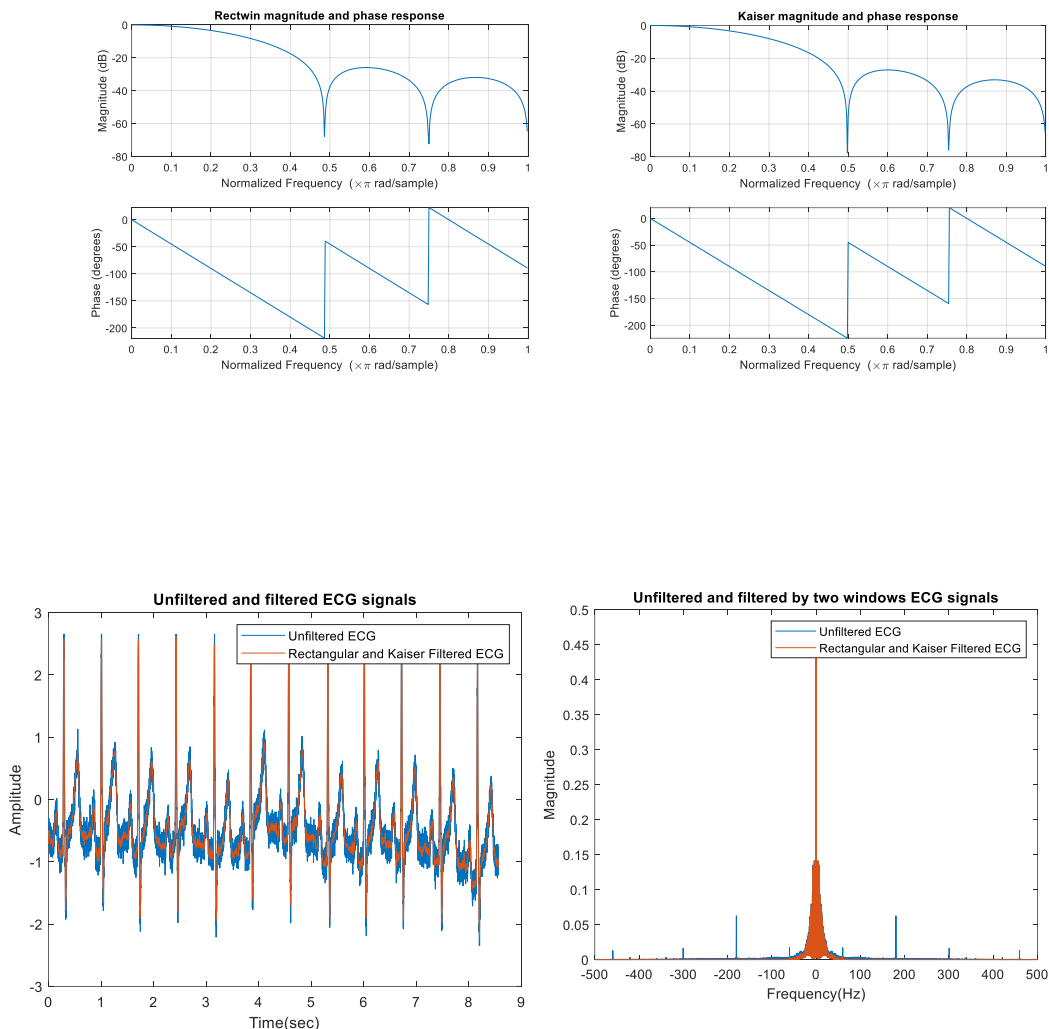 Rectwin magnitude and phase response
0
-20
-40
-60
-80
Magnitude (dB)
0 0.1 0.2 0.3 0.4 0.5 0.6 0.7 0.8 0.9 1
Normalized Frequency (×π rad/sample)
0
-50
-100
-150
-200
Phase (degrees)
0 0.1 0.2 0.3 0.4 0.5 0.6 0.7 0.8 0.9 1
Normalized Frequency (×π rad/sample)
Kaiser magnitude and phase response
0
-20
-40
-60
-80
Magnitude (dB)
0 0.1 0.2 0.3 0.4 0.5 0.6 0.7 0.8 0.9 1
Normalized Frequency (×π rad/sample)
0
-50
-100
-150
-200
Phase (degrees)
0 0.1 0.2 0.3 0.4 0.5 0.6 0.7 0.8 0.9 1
Normalized Frequency (×π rad/sample)
Unfiltered and filtered ECG signals
Unfiltered ECG
Rectangular and Kaiser Filtered ECG
3
2
1
0
-1
-2
-3
Amplitude
0 1 2 3 4 5 6 7 8 9
Time(sec)
Unfiltered and filtered by two windows ECG signals
Unfiltered ECG
Rectangular and Kaiser Filtered ECG
0.5
0.45
0.4
0.35
0.3
0.25
0.2
0.15
0.1
0.05
0
Magnitude
-500 -400 -300 -200 -100 0 100 200 300 400 500
Frequency(Hz)